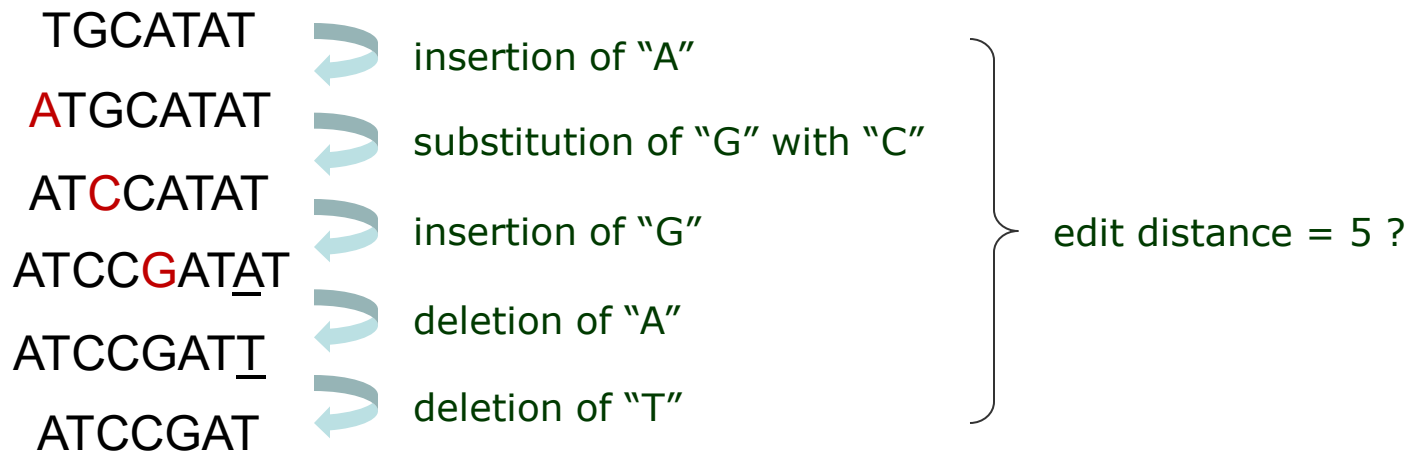 TGCATAT
insertion of “A”
ATGCATAT
substitution of “G” with “C”
ATCCATAT
insertion of “G”
edit distance = 5 ?
ATCCGATAT
deletion of “A”
ATCCGATT
deletion of “T”
ATCCGAT